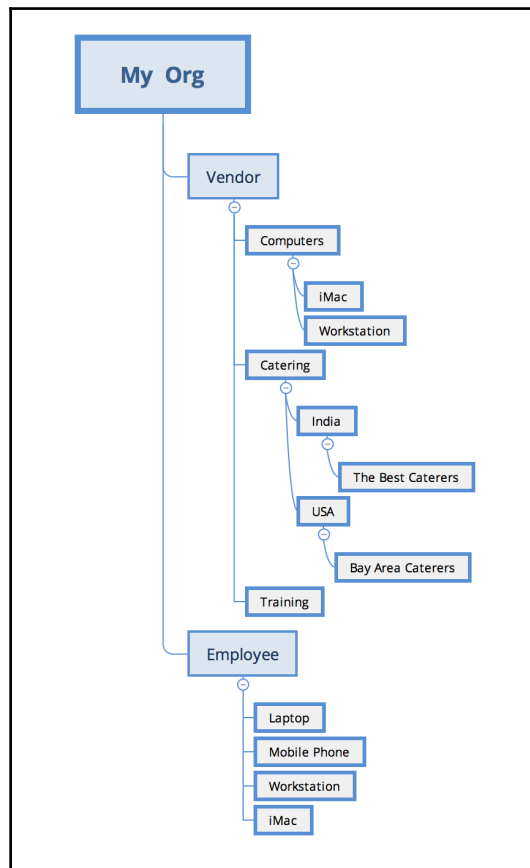 My Org
Vendor
Computers
iMac
Workstation
Catering
India
The Best Caterers
USA
Bay Area Caterers
Training
Employee
Laptop
Mobile Phone
Workstation
iMac